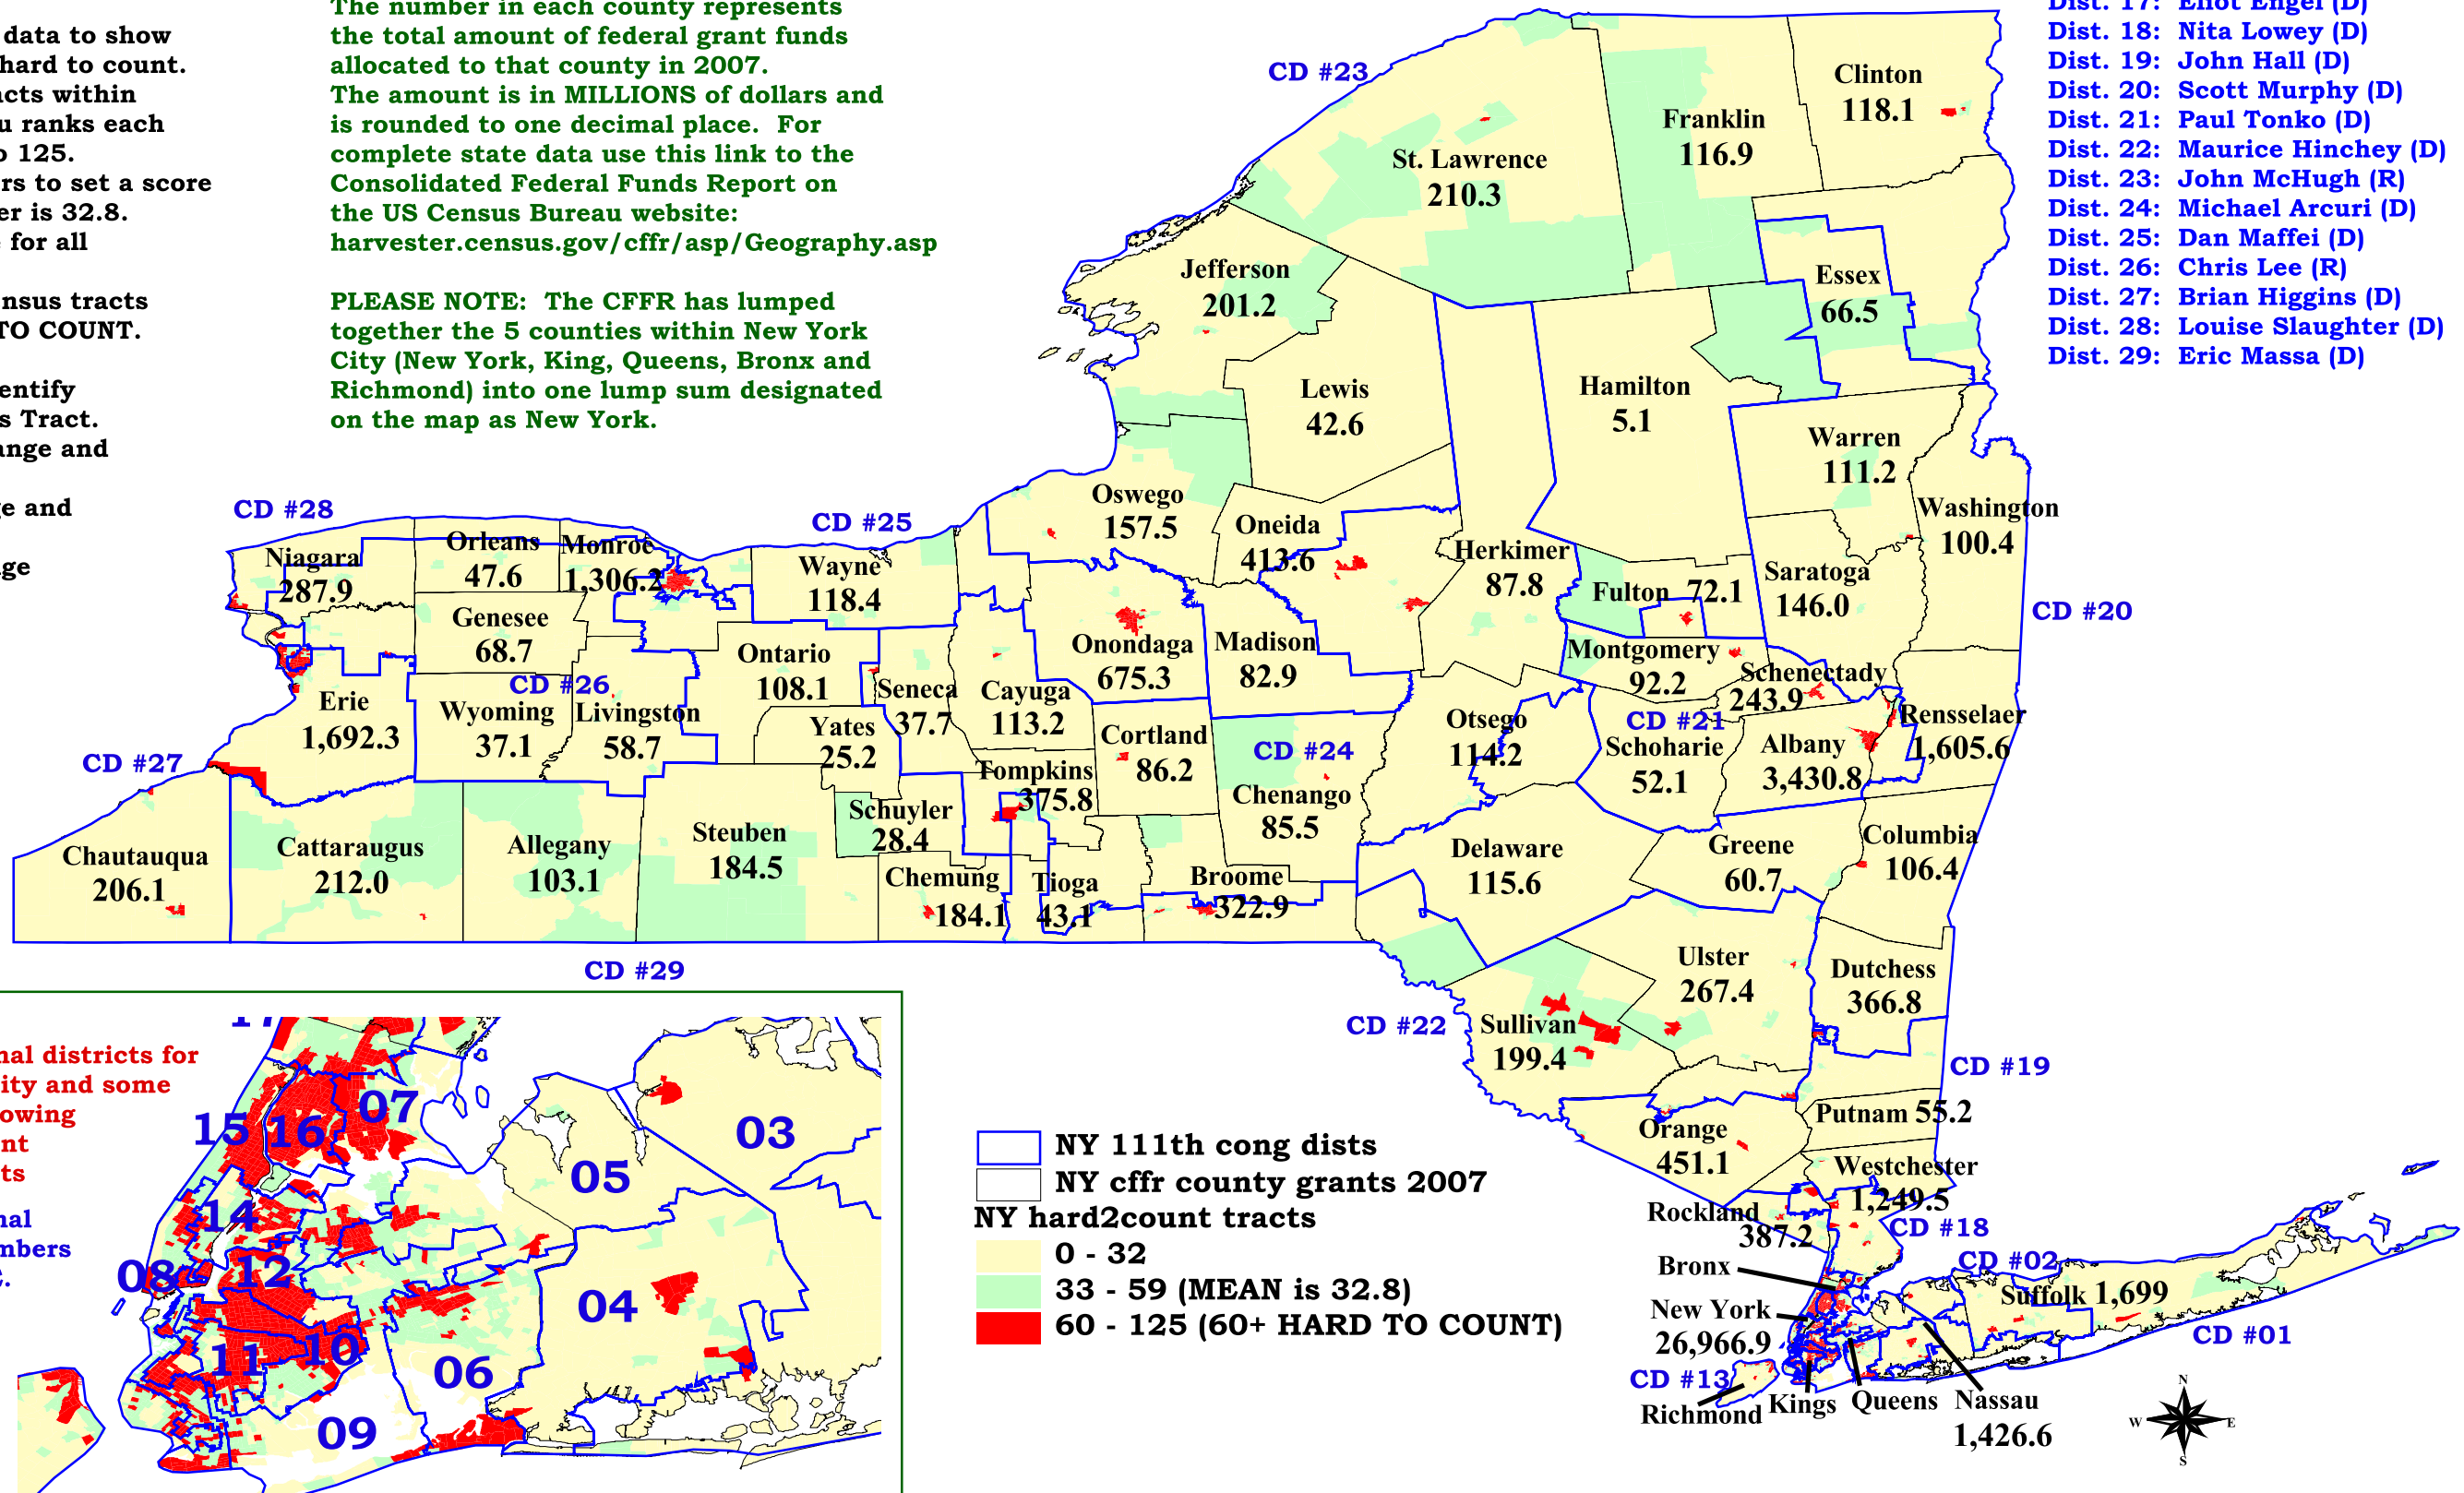 data to show
hard to count.
acts within
u ranks each
o 125.
rs to set a score
er is 32.8.
e for all
nsus tracts
TO COUNT.
entify
s Tract.
ange and
e and
ge
The number in each county represents
the total amount of federal grant funds
allocated to that county in 2007.
The amount is in MILLIONS of dollars and
is rounded to one decimal place.  For
complete state data use this link to the
Consolidated Federal Funds Report on
the US Census Bureau website:
harvester.census.gov/cffr/asp/Geography.asp
PLEASE NOTE:  The CFFR has lumped
together the 5 counties within New York
City (New York, King, Queens, Bronx and
Richmond) into one lump sum designated
on the map as New York.
Dist. 17:  Eliot Engel (D)
Dist. 18:  Nita Lowey (D)
Dist. 19:  John Hall (D)
Dist. 20:  Scott Murphy (D)
Dist. 21:  Paul Tonko (D)
Dist. 22:  Maurice Hinchey (D)
Dist. 23:  John McHugh (R)
Dist. 24:  Michael Arcuri (D)
Dist. 25:  Dan Maffei (D)
Dist. 26:  Chris Lee (R)
Dist. 27:  Brian Higgins (D)
Dist. 28:  Louise Slaughter (D)
Dist. 29:  Eric Massa (D)
CD #23
Clinton
118.1
Franklin
116.9
St. Lawrence
210.3
Jefferson
201.2
Essex
66.5
Lewis
42.6
Hamilton
5.1
Warren
111.2
Washington
100.4
Oswego
157.5
Oneida
413.6
Herkimer
87.8
Fulton 72.1
Saratoga
146.0
CD #20
CD #28
CD #25
Niagara
287.9
Orleans
47.6
Monroe
1,306.2
Wayne
118.4
Genesee
68.7
Ontario
108.1
Onondaga
675.3
Madison
82.9
Montgomery
92.2
Schenectady
243.9
CD #26
Erie
1,692.3
Wyoming
37.1
Livingston
58.7
Yates
25.2
Seneca
37.7
Cayuga
113.2
Cortland
86.2
CD #24
Otsego
114.2
CD #21
Schoharie
52.1
Albany
3,430.8
Rensselaer
1,605.6
CD #27
Tompkins
375.8
Chenango
85.5
Chautauqua
206.1
Cattaraugus
212.0
Allegany
103.1
Steuben
184.5
Schuyler
28.4
Chemung
184.1
Tioga
43.1
Broome
322.9
Delaware
115.6
Greene
60.7
Columbia
106.4
CD #29
Ulster
267.4
Dutchess
366.8
CD #22
Sullivan
199.4
CD #19
Putnam 55.2
Orange
451.1
Westchester
1,249.5
Rockland
387.2
CD #18
Bronx
CD #02
Suffolk 1,699
New York
26,966.9
CD #01
CD #13
Richmond
Kings
Queens
Nassau
1,426.6
N
W
E
S
nal districts for
ity and some
owing
nt
ts
nal
mbers
17
07
15
16
03
05
14
08
12
04
11
10
06
09
NY 111th cong dists
NY cffr county grants 2007
NY hard2count tracts
0 - 32
33 - 59 (MEAN is 32.8)
60 - 125 (60+ HARD TO COUNT)